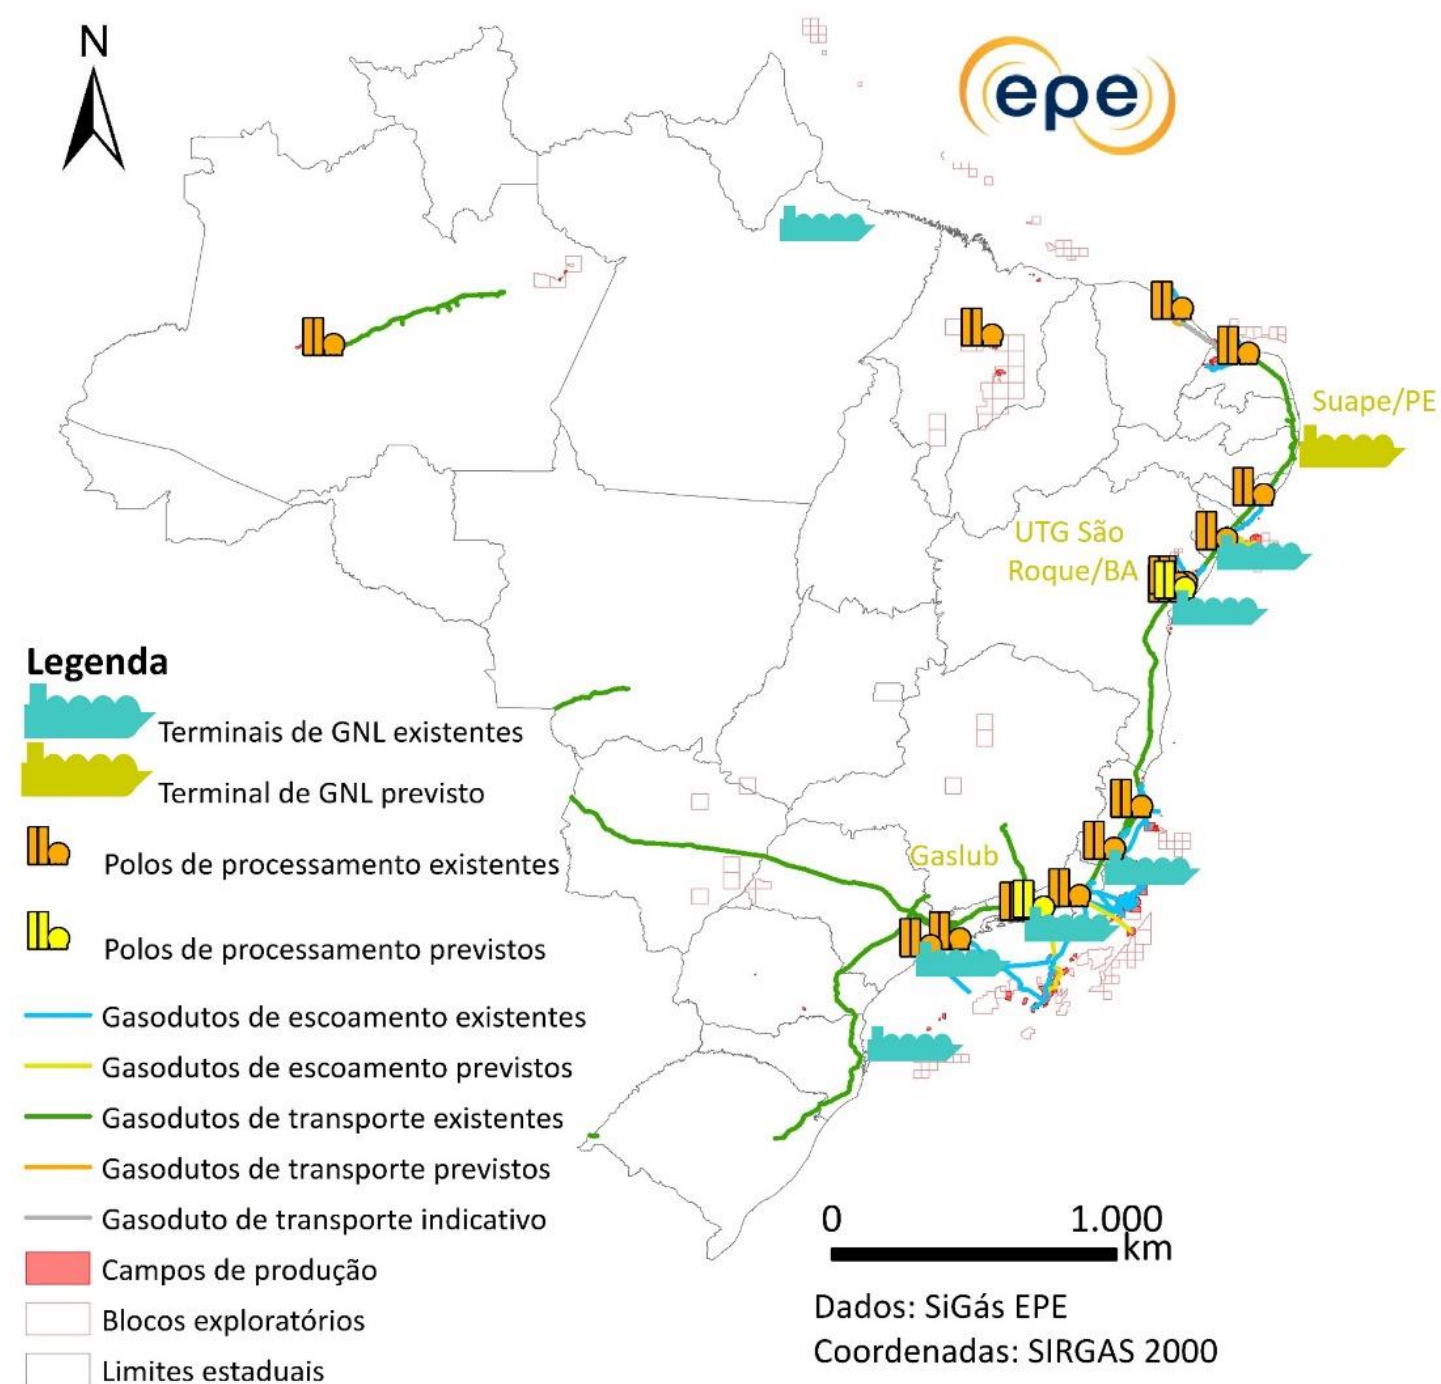 N
epe
Suape/PE
UTG São
Roque/BA
Gaslub
Legenda
Terminais de GNL existentes
Terminal de GNL previsto
Polos de processamento existentes
Polos de processamento previstos
Gasodutos de escoamento existentes
Gasodutos de escoamento previstos
Gasodutos de transporte existentes
Gasodutos de transporte previstos
Gasoduto de transporte indicativo
Campos de produção
Blocos exploratórios
Limites estaduais
0 1.000
km
Dados: SiGás EPE
Coordenadas: SIRGAS 2000